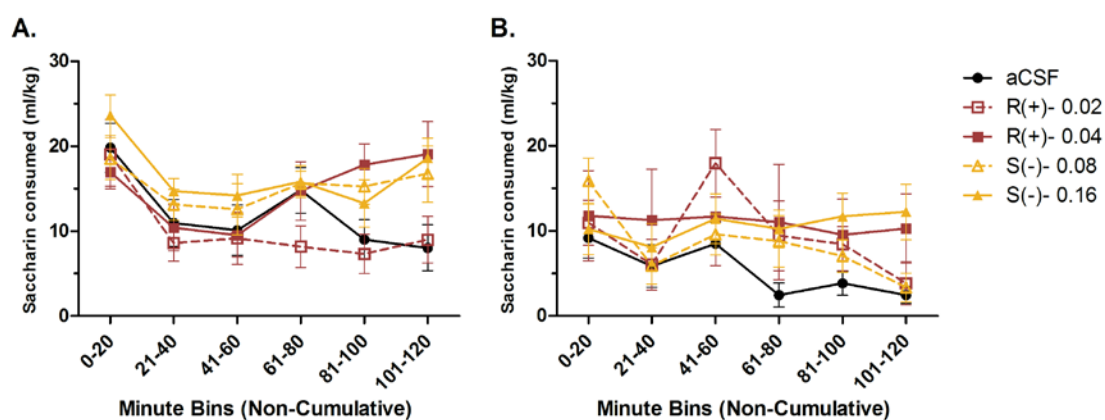 A.
Saccharin consumed (ml/kg)
30
20
10
0
0-20
21-40
41-60
61-80
81-100
101-120
Minute Bins (Non-Cumulative)
B.
Saccharin consumed (ml/kg)
30
20
10
0
0-20
21-40
41-60
61-80
81-100
101-120
Minute Bins (Non-Cumulative)
aCSF
R(+)- 0.02
R(+)- 0.04
S(-)- 0.08
S(-)- 0.16